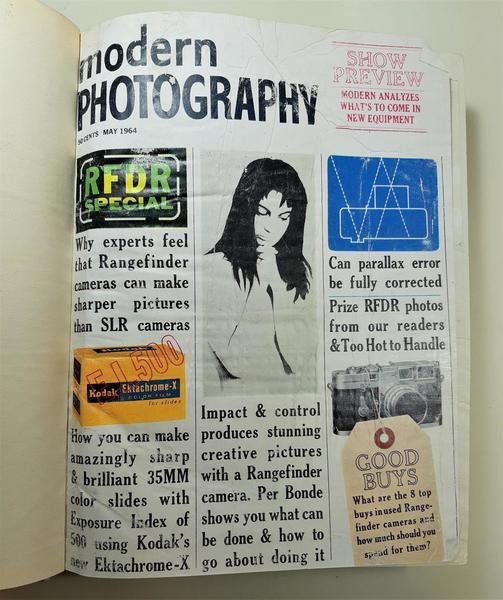 modern
PHOTOGRAPHY
50 CENTS MAY 1964
SHOW
PREVIEW
MODERN ANALYZES
WHAT'S TO COME IN
NEW EQUIPMENT
RFDR
SPECIAL
Why experts feel
that Rangefinder
cameras can make
sharper pictures
than SLR cameras
Kodak
E.I. 500
Kodak Ektachrome-X
COLOR FILM
for slides
How you can make
amazingly sharp
& brilliant 35MM
color slides with
Exposure Index of
500 using Kodak's
new Ektachrome-X
Impact & control
produces stunning
creative pictures
with a Rangefinder
camera. Per Bonde
shows you what can
be done & how to
go about doing it
Can parallax error
be fully corrected
Prize RFDR photos
from our readers
& Too Hot to Handle
GOOD
BUYS
What are the 8 top
buys in used Range-
finder cameras and
how much should you
spend for them?